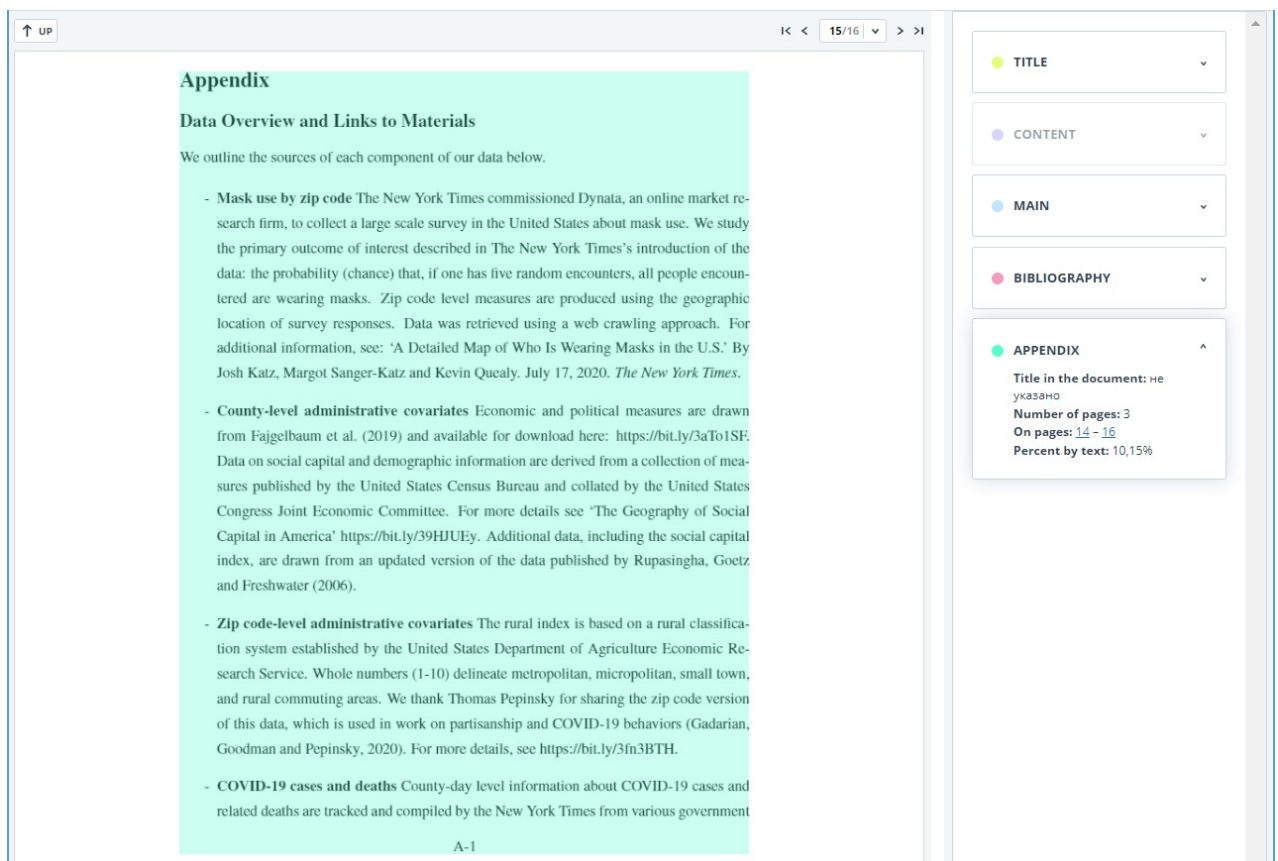 UP
15/16
Appendix
Data Overview and Links to Materials
We outline the sources of each component of our data below.
- Mask use by zip code The New York Times commissioned Dynata, an online market re-
search firm, to collect a large scale survey in the United States about mask use. We study
the primary outcome of interest described in The New York Times's introduction of the
data: the probability (chance) that, if one has five random encounters, all people encoun-
tered are wearing masks. Zip code level measures are produced using the geographic
location of survey responses. Data was retrieved using a web crawling approach. For
additional information, see: ‘A Detailed Map of Who Is Wearing Masks in the U.S.’ By
Josh Katz, Margot Sanger-Katz and Kevin Quealy. July 17, 2020. The New York Times.
- County-level administrative covariates Economic and political measures are drawn
from Fajgelbaum et al. (2019) and available for download here: https://bit.ly/3aTo1SF.
Data on social capital and demographic information are derived from a collection of mea-
sures published by the United States Census Bureau and collated by the United States
Congress Joint Economic Committee. For more details see ‘The Geography of Social
Capital in America’ https://bit.ly/39HJUEy. Additional data, including the social capital
index, are drawn from an updated version of the data published by Rupasingha, Goetz
and Freshwater (2006).
- Zip code-level administrative covariates The rural index is based on a rural classifica-
tion system established by the United States Department of Agriculture Economic Re-
search Service. Whole numbers (1-10) delineate metropolitan, micropolitan, small town,
and rural commuting areas. We thank Thomas Pepinsky for sharing the zip code version
of this data, which is used in work on partisanship and COVID-19 behaviors (Gadarian,
Goodman and Pepinsky, 2020). For more details, see https://bit.ly/3fn3BTH.
- COVID-19 cases and deaths County-day level information about COVID-19 cases and
related deaths are tracked and compiled by the New York Times from various government
A-1
TITLE
CONTENT
MAIN
BIBLIOGRAPHY
APPENDIX
Title in the document: не
указано
Number of pages: 3
On pages: 14 – 16
Percent by text: 10,15%